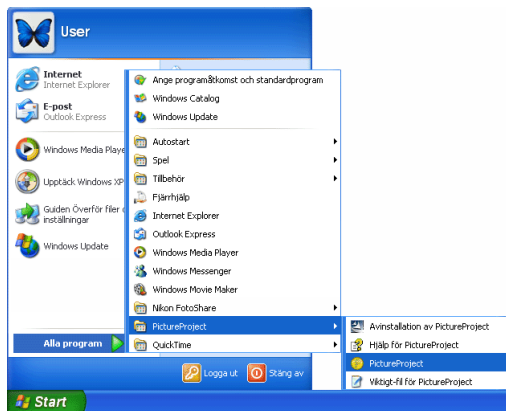 User
Internet
Internet Explorer
E-post
Outlook Express
Windows Media Playe
Upptäck Windows XP
Guiden Överför filer
inställningar
Windows Update
Alla program
Ange programåtkomst och standardprogram
Windows Catalog
Windows Update
Autostart
Spel
Tillbehör
Fjärrhjälp
Internet Explorer
Outlook Express
Windows Media Player
Windows Messenger
Windows Movie Maker
Nikon FotoShare
PictureProject
QuickTime
Avinstallation av PictureProject
Hjälp för PictureProject
PictureProject
Viktigt-fil för PictureProject
Logga ut
Stäng av
Start